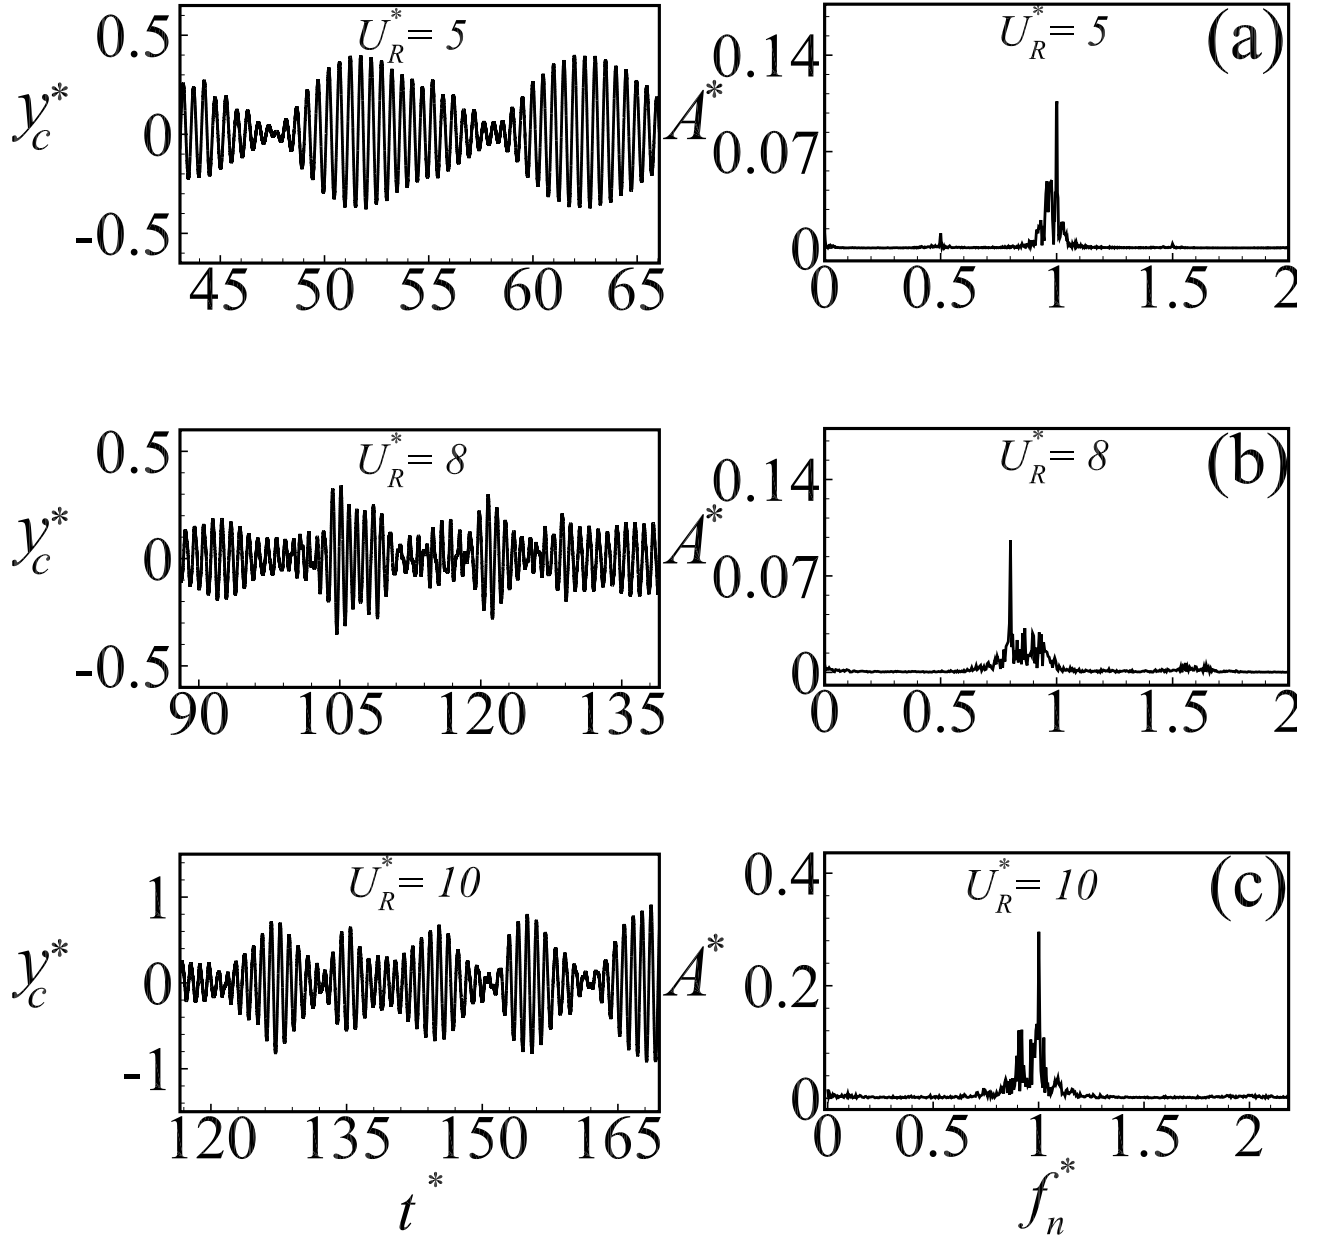 0.5 U*R = 5
y*c 0
-0.5
45 50 55 60 65
0.14 U*R = 5 (a)
A* 0.07
0
0 0.5 1 1.5 2
0.5 U*R = 8
y*c 0
-0.5
90 105 120 135
0.14 U*R = 8 (b)
A* 0.07
0
0 0.5 1 1.5 2
1 U*R = 10
y*c 0
-1
120 135 150 165
t*
0.4 U*R = 10 (c)
A* 0.2
0
0 0.5 1 1.5 2
f*n